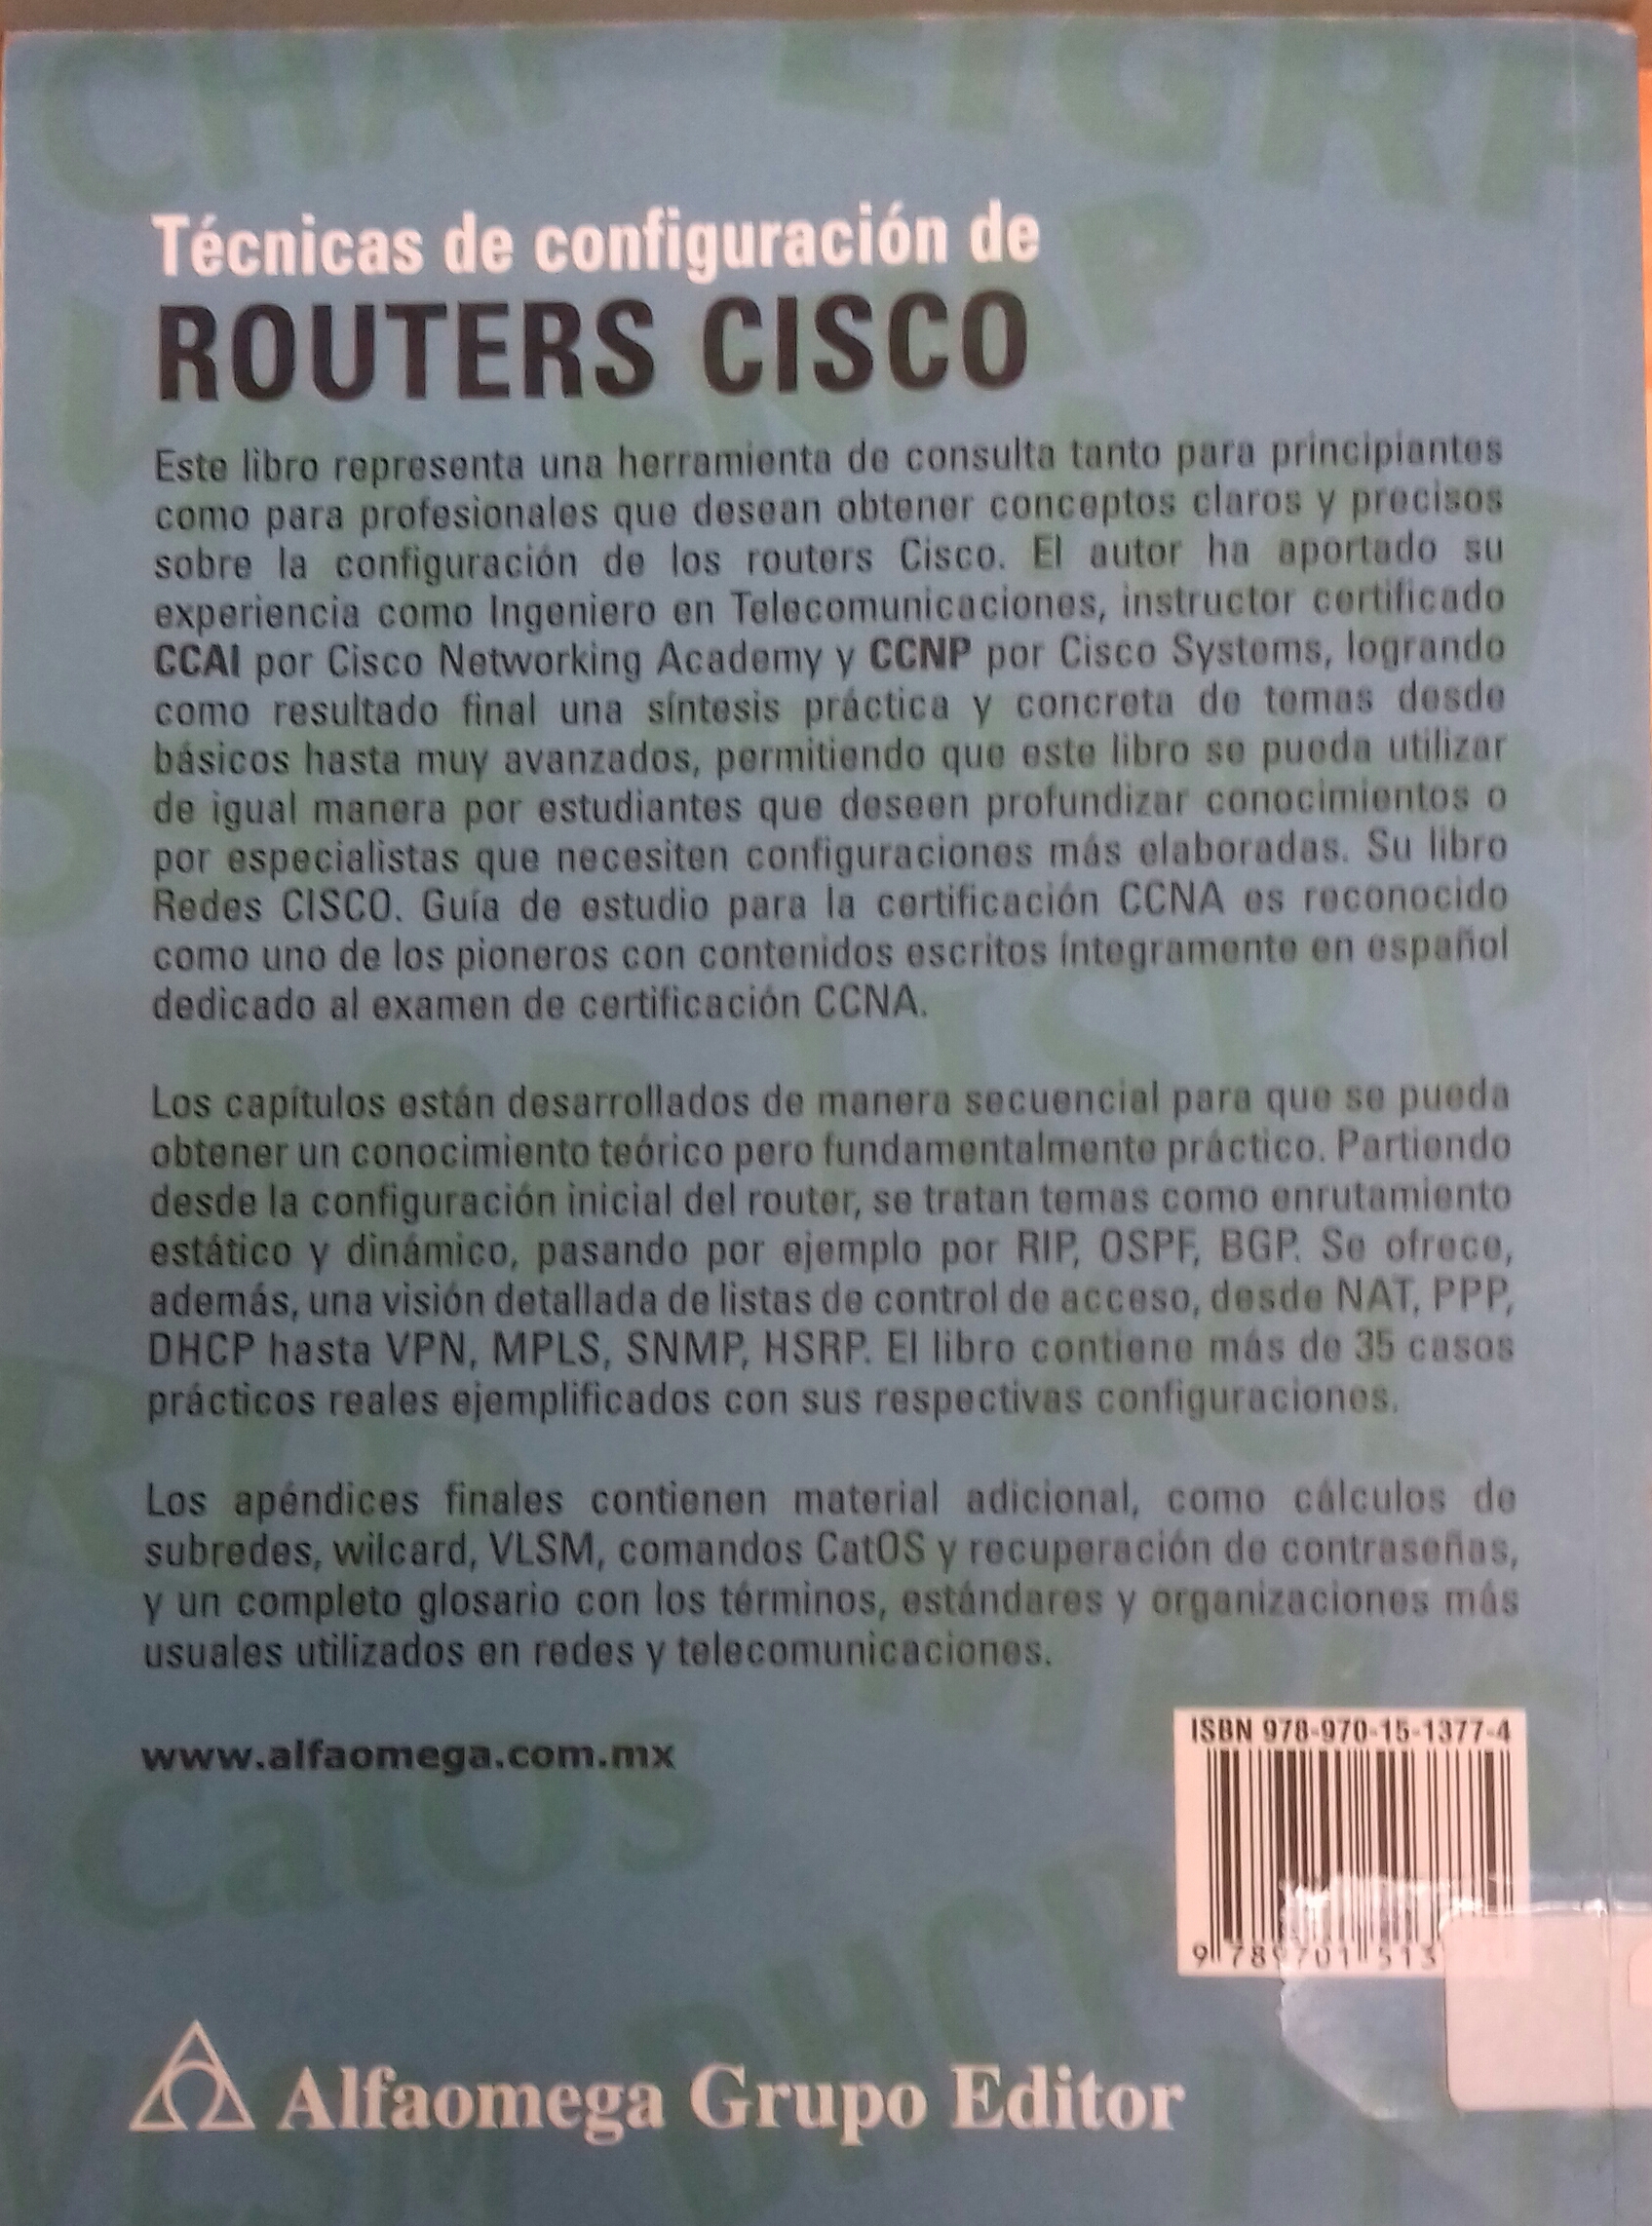 CHAP EIGRP
Técnicas de configuración de
ROUTERS CISCO
Este libro representa una herramienta de consulta tanto para principiantes
como para profesionales que desean obtener conceptos claros y precisos
sobre la configuración de los routers Cisco. El autor ha aportado su
experiencia como Ingeniero en Telecomunicaciones, instructor certificado
CCAI por Cisco Networking Academy y CCNP por Cisco Systems, logrando
como resultado final una síntesis práctica y concreta de temas desde
básicos hasta muy avanzados, permitiendo que este libro se pueda utilizar
de igual manera por estudiantes que deseen profundizar conocimientos o
por especialistas que necesiten configuraciones más elaboradas. Su libro
Redes CISCO. Guía de estudio para la certificación CCNA es reconocido
como uno de los pioneros con contenidos escritos íntegramente en español
dedicado al examen de certificación CCNA.
Los capítulos están desarrollados de manera secuencial para que se pueda
obtener un conocimiento teórico pero fundamentalmente práctico. Partiendo
desde la configuración inicial del router, se tratan temas como enrutamiento
estático y dinámico, pasando por ejemplo por RIP, OSPF, BGP. Se ofrece,
además, una visión detallada de listas de control de acceso, desde NAT, PPP,
DHCP hasta VPN, MPLS, SNMP, HSRP. El libro contiene más de 35 casos
prácticos reales ejemplificados con sus respectivas configuraciones.
Los apéndices finales contienen material adicional, como cálculos de
subredes, wilcard, VLSM, comandos CatOS y recuperación de contraseñas,
y un completo glosario con los términos, estándares y organizaciones más
usuales utilizados en redes y telecomunicaciones.
ISBN 978-970-15-1377-4
www.alfaomega.com.mx
CatOS
DHCP
Alfaomega Grupo Editor